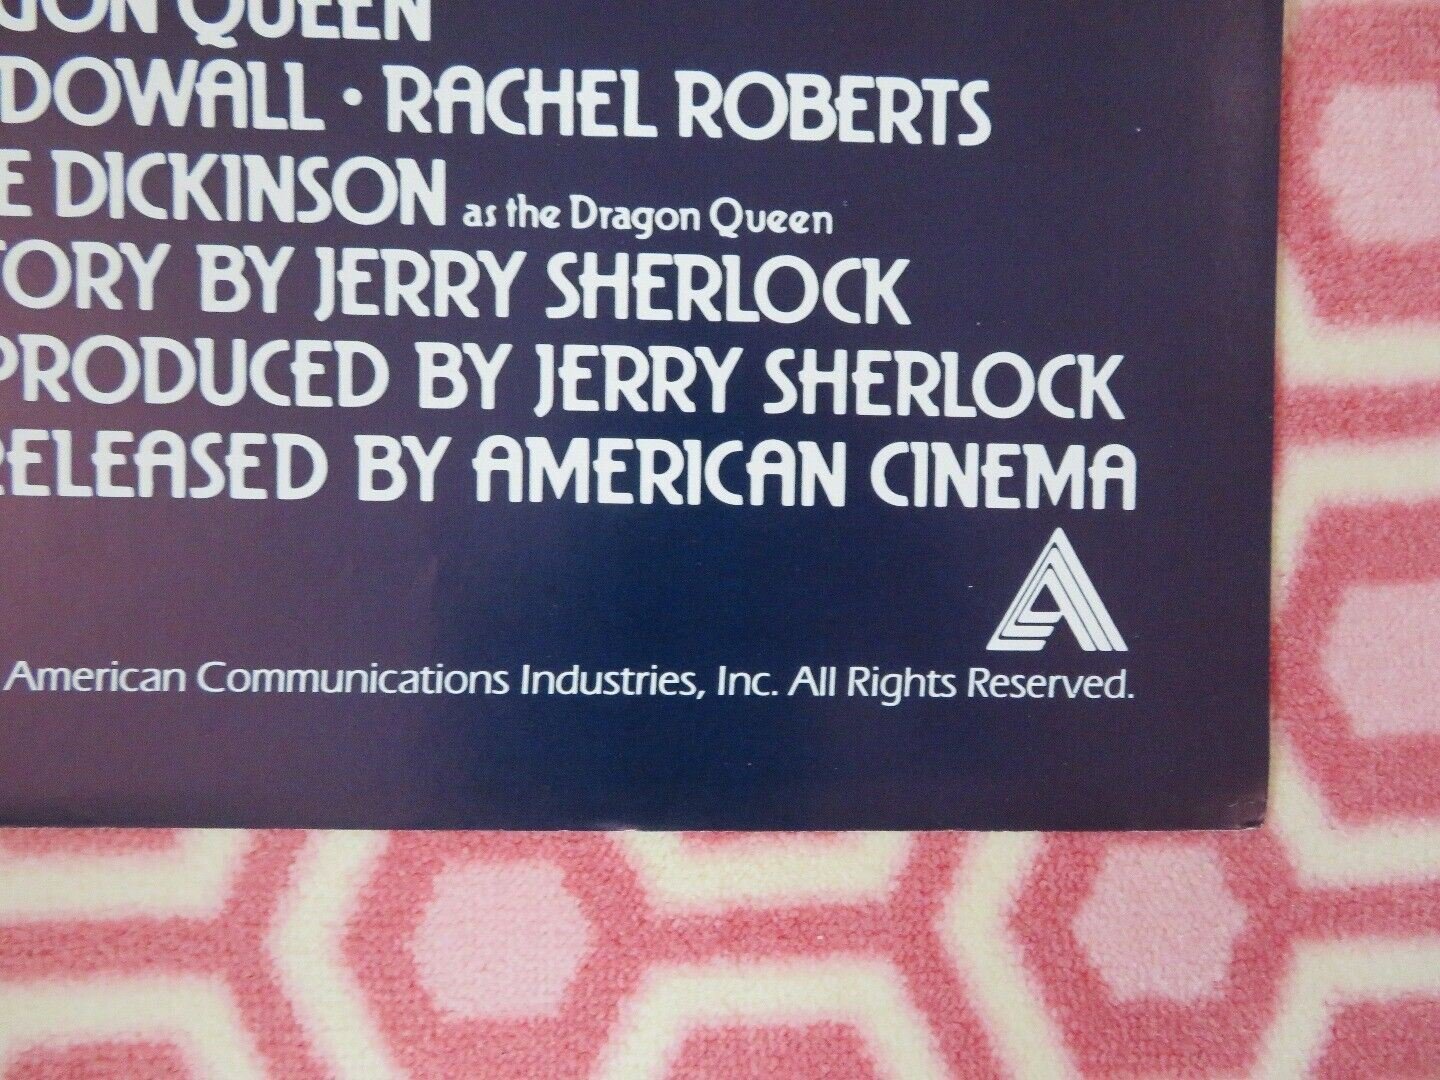 GON QUEEN
DOWALL · RACHEL ROBERTS
E DICKINSON as the Dragon Queen
TORY BY JERRY SHERLOCK
PRODUCED BY JERRY SHERLOCK
RELEASED BY AMERICAN CINEMA
American Communications Industries, Inc. All Rights Reserved.